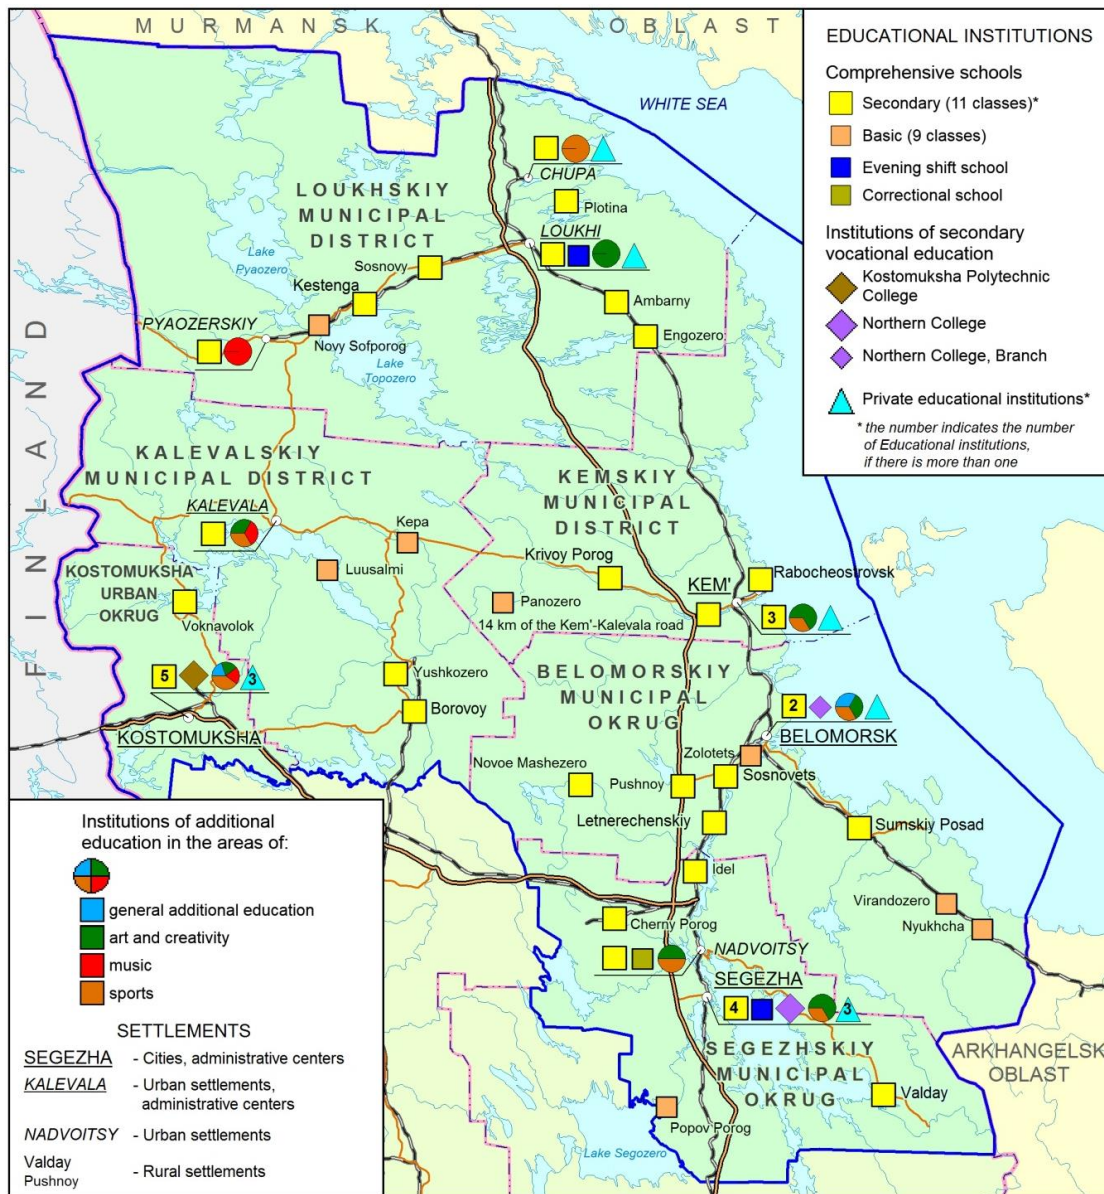 MURMANSK OBLAST
WHITE SEA
FINLAND
EDUCATIONAL INSTITUTIONS
Comprehensive schools
Secondary (11 classes)*
Basic (9 classes)
Evening shift school
Correctional school
Institutions of secondary
vocational education
Kostomuksha Polytechnic
College
Northern College
Northern College, Branch
Private educational institutions*
* the number indicates the number
of Educational institutions,
if there is more than one
CHUPA
Plotina
LOUKHSKIY
MUNICIPAL
DISTRICT
LOUKHI
Lake
Pyaozero
Sosnovy
Kestenga
Ambarny
PYAOZERSKIY
Novy Sofporog
Engozero
Lake
Topozero
KALEVALSKIY
MUNICIPAL DISTRICT
KEMSKIY
MUNICIPAL
DISTRICT
KALEVALA
Kepa
Krivoy Porog
Luusalmi
KOSTOMUKSHA
URBAN
OKRUG
Rabocheostrovsk
KEM'
Panozero
Voknavolok
14 km of the Kem'-Kalevala road
3
BELOMORSKIY
MUNICIPAL
OKRUG
5
3
Yushkozero
Borovoy
2
KOSTOMUKSHA
BELOMORSK
Zolotets
Novoe Mashezero
Pushnoy
Sosnovets
Letnerechenskiy
Sumskiy Posad
Idel
Virandozero
Cherny Porog
Nyukhcha
NADVOITSY
SEGEZHA
4
3
SEGEZHSKIY
MUNICIPAL
OKRUG
ARKHANGELSK
OBLAST
Valday
Popov Porog
Lake Segozero
Institutions of additional
education in the areas of:
general additional education
art and creativity
music
sports
SETTLEMENTS
SEGEZHA - Cities, administrative centers
KALEVALA - Urban settlements,
administrative centers
NADVOITSY - Urban settlements
Valday
Pushnoy - Rural settlements